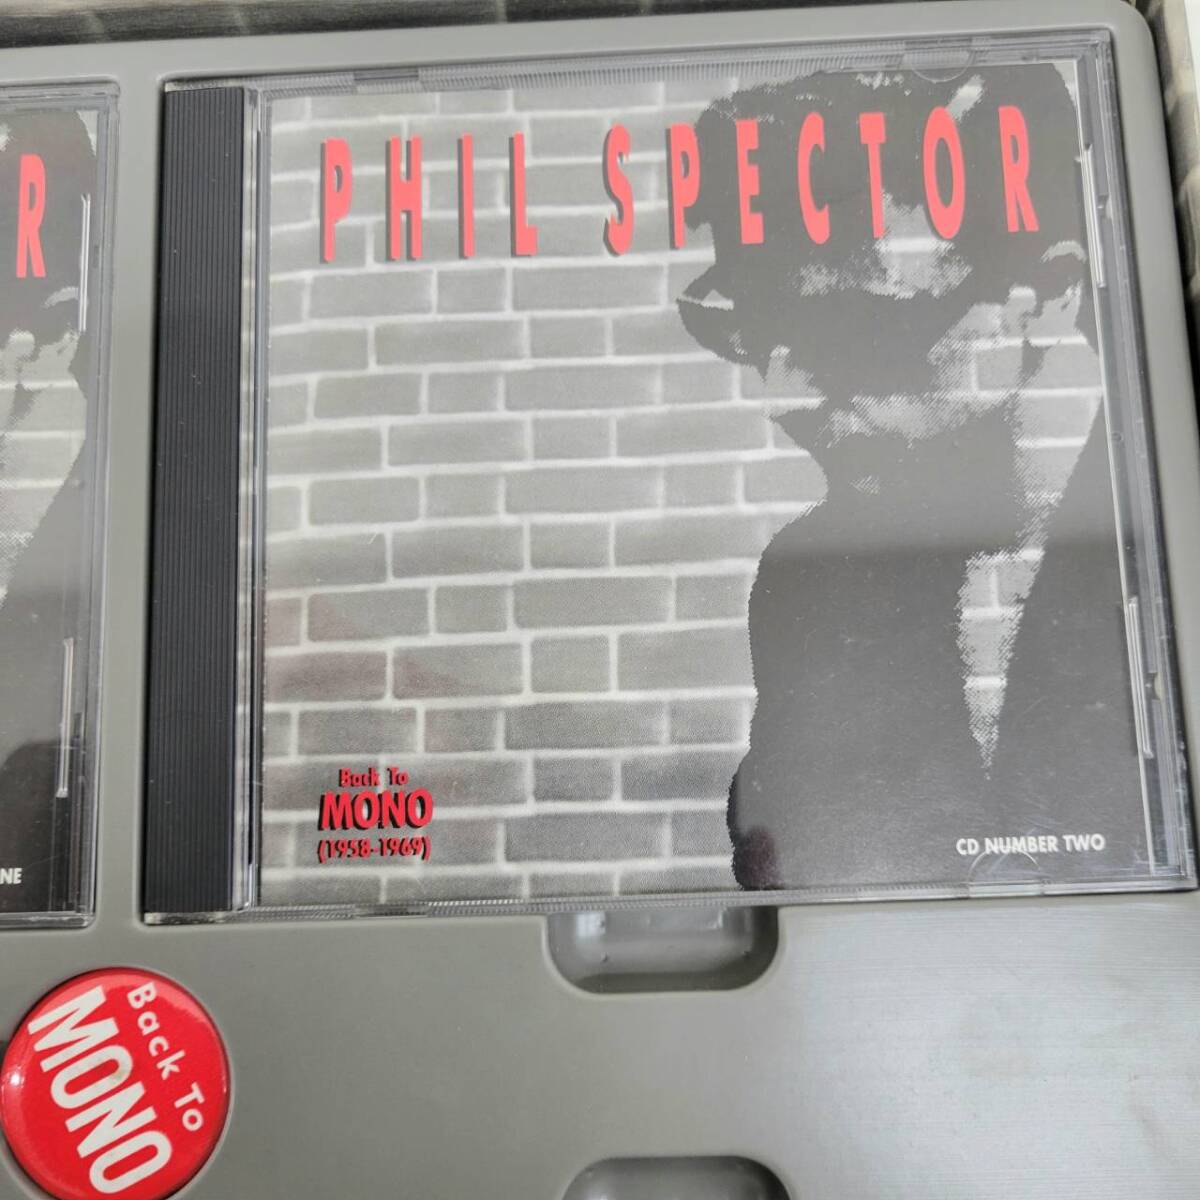 R
NE
PHIL SPECTOR
Back To
MONO
(1958-1969)
CD NUMBER TWO
Back To
MONO